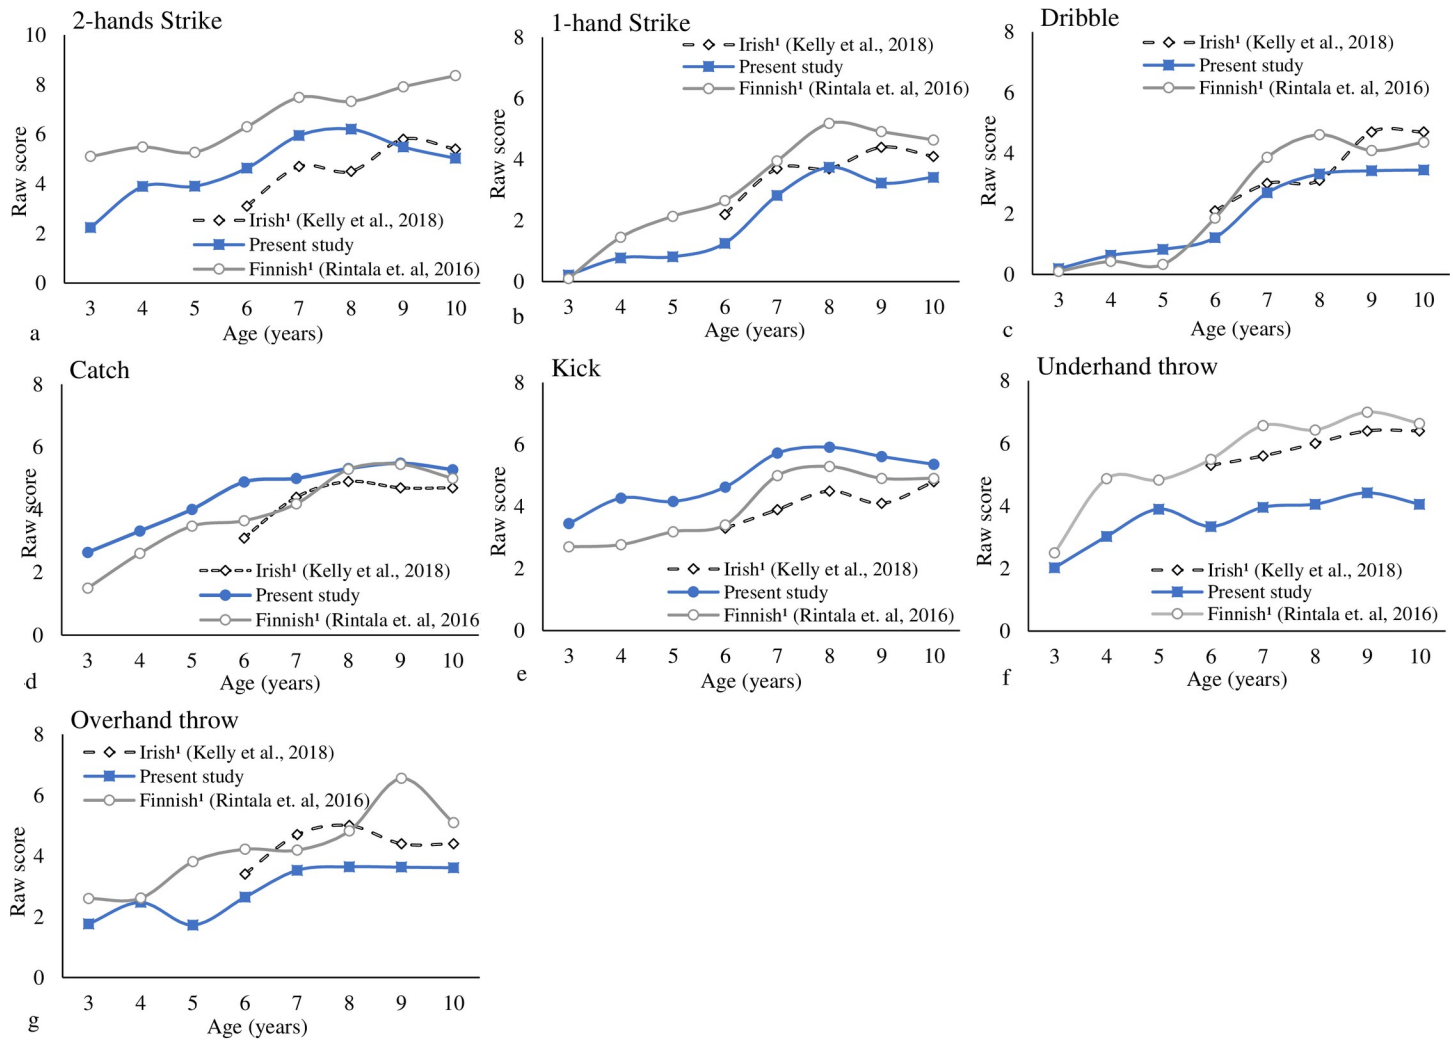 2-hands Strike
10
8
6
4
2
0
Raw score
Irish¹ (Kelly et al., 2018)
Present study
Finnish¹ (Rintala et. al, 2016)
3 4 5 6 7 8 9 10
Age (years)
a
1-hand Strike
8
6
4
2
0
Raw score
Irish¹ (Kelly et al., 2018)
Present study
Finnish¹ (Rintala et. al, 2016)
3 4 5 6 7 8 9 10
Age (years)
b
Dribble
8
6
4
2
0
Raw score
Irish¹ (Kelly et al., 2018)
Present study
Finnish¹ (Rintala et. al, 2016)
3 4 5 6 7 8 9 10
Age (years)
c
Catch
8
6
4
2
0
Raw score
Irish¹ (Kelly et al., 2018)
Present study
Finnish¹ (Rintala et. al, 2016
3 4 5 6 7 8 9 10
Age (years)
d
Kick
8
6
4
2
0
Raw score
Irish¹ (Kelly et al., 2018)
Present study
Finnish¹ (Rintala et. al, 2016)
3 4 5 6 7 8 9 10
Age (years)
e
Underhand throw
8
6
4
2
0
Raw score
Irish¹ (Kelly et al., 2018)
Present study
Finnish¹ (Rintala et. al, 2016)
3 4 5 6 7 8 9 10
Age (years)
f
Overhand throw
8
6
4
2
0
Raw score
Irish¹ (Kelly et al., 2018)
Present study
Finnish¹ (Rintala et. al, 2016)
3 4 5 6 7 8 9 10
Age (years)
g